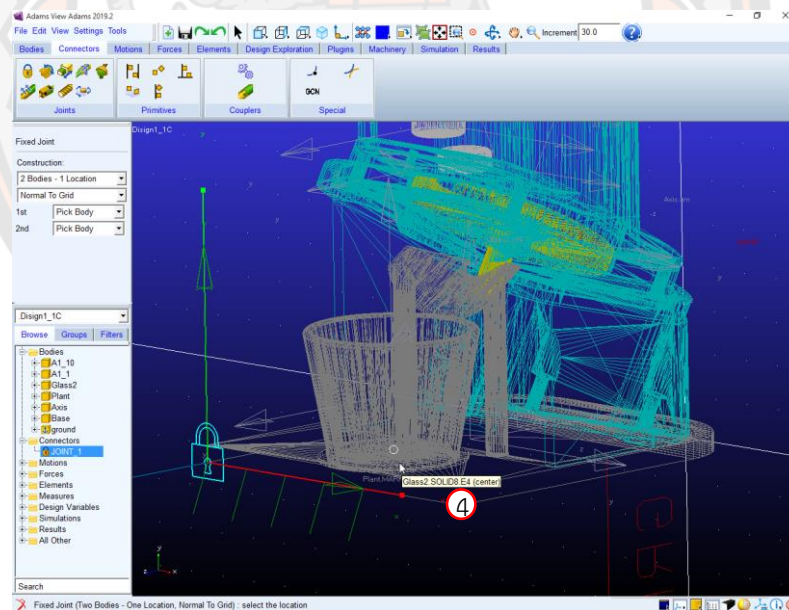 Adams View Adams 2019.2
File Edit View Settings Tools
Increment 30.0
Bodies Connectors Motions Forces Elements Design Exploration Plugins Machinery Simulation Results
GCN
Joints Primitives Couplers Special
Fixed Joint
Construction:
2 Bodies - 1 Location
Normal To Grid
1st Pick Body
2nd Pick Body
Disign1_1C
Disign1_1C
Browse Groups Filters
Bodies
A1_10
A1_1
Glass2
Plant
Axis
Base
ground
Connectors
JOINT_1
Motions
Forces
Elements
Measures
Design Variables
Simulations
Results
All Other
Search
Axis.cm
Glass2 SOLID8.E4 (center)
4
Fixed Joint (Two Bodies - One Location, Normal To Grid) : select the location